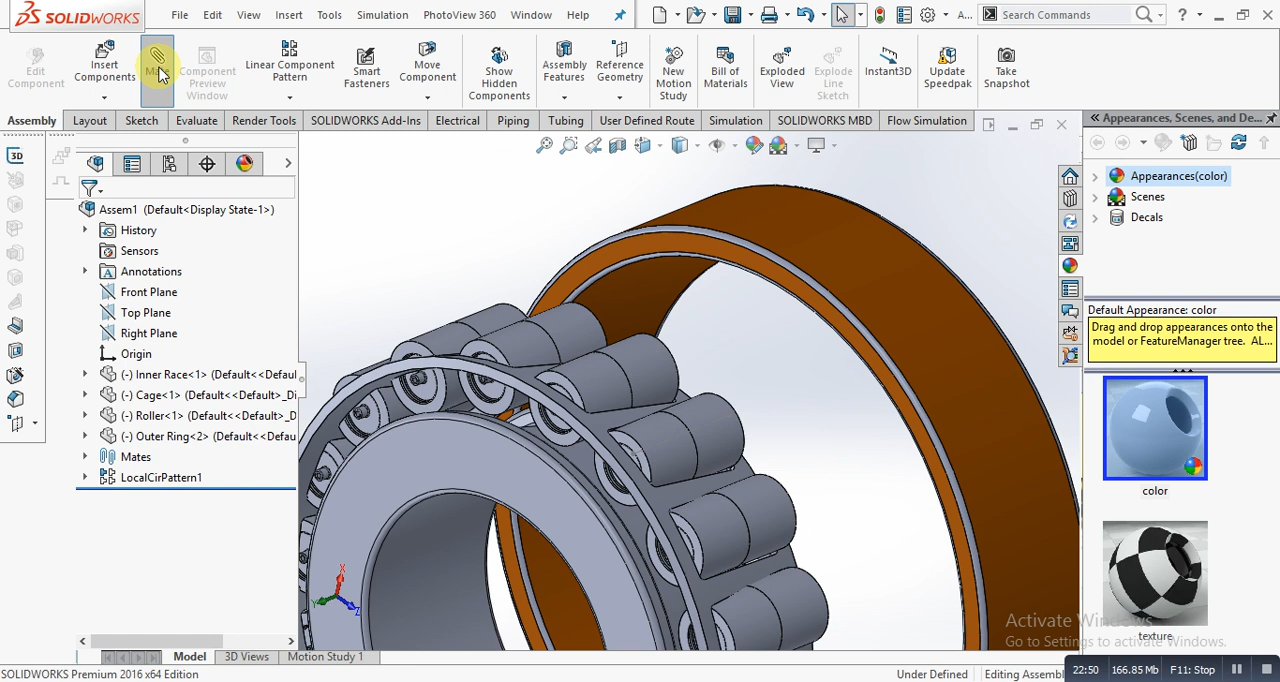 SOLIDWORKS
File Edit View Insert Tools Simulation PhotoView 360 Window Help
A...
Search Commands
?
Edit Component
Insert Components
Mate
Component Preview Window
Linear Component Pattern
Smart Fasteners
Move Component
Show Hidden Components
Assembly Features
Reference Geometry
New Motion Study
Bill of Materials
Exploded View
Explode Line Sketch
Instant3D
Update Speedpak
Take Snapshot
Assembly Layout Sketch Evaluate Render Tools SOLIDWORKS Add-Ins Electrical Piping Tubing User Defined Route Simulation SOLIDWORKS MBD Flow Simulation
Appearances, Scenes, and De...
3D
Assem1 (Default<Display State-1>)
History
Sensors
Annotations
Front Plane
Top Plane
Right Plane
Origin
(-) Inner Race<1> (Default<<Defaul
(-) Cage<1> (Default<<Default>_Di
(-) Roller<1> (Default<<Default>_D
(-) Outer Ring<2> (Default<<Defau
Mates
LocalCirPattern1
X
Y
Z
Appearances(color)
Scenes
Decals
Default Appearance: color
Drag and drop appearances onto the
model or FeatureManager tree. AL...
color
texture
Activate Windows
Go to Settings to activate Windows.
Model 3D Views Motion Study 1
SOLIDWORKS Premium 2016 x64 Edition
Under Defined
Editing Assembl
22:50 166.85 Mb F11: Stop